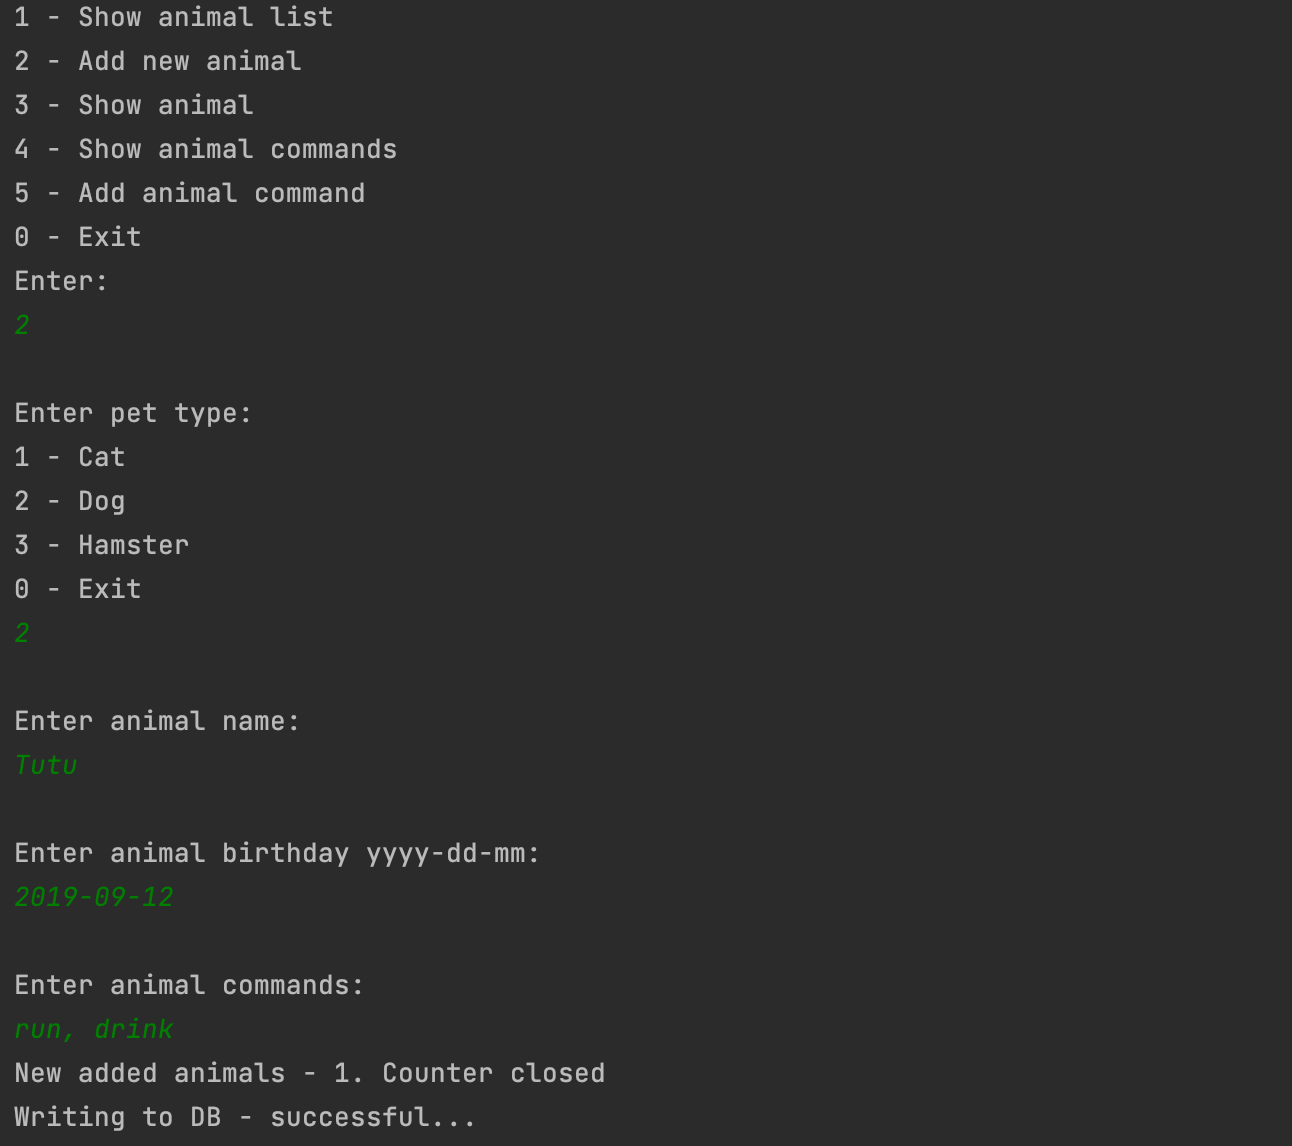 1 - Show animal list
2 - Add new animal
3 - Show animal
4 - Show animal commands
5 - Add animal command
0 - Exit
Enter:
2
Enter pet type:
1 - Cat
2 - Dog
3 - Hamster
0 - Exit
2
Enter animal name:
Tutu
Enter animal birthday yyyy-dd-mm:
2019-09-12
Enter animal commands:
run, drink
New added animals - 1. Counter closed
Writing to DB - successful...